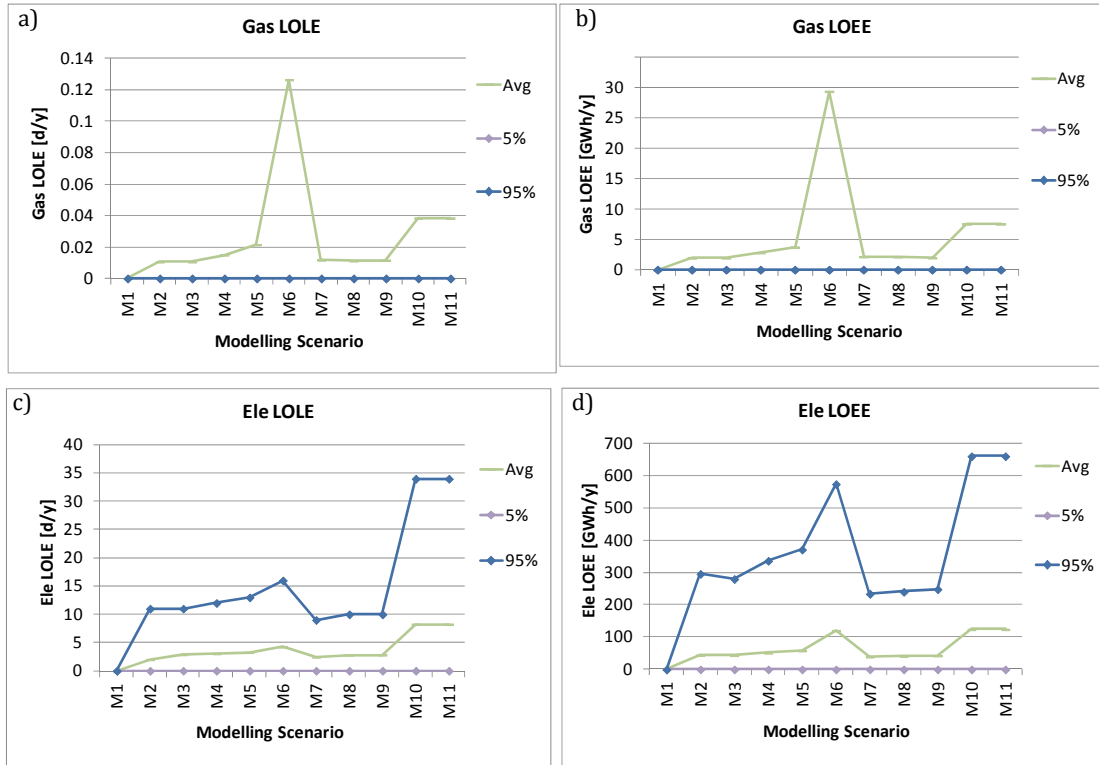 a)
Gas LOLE
0.14
0.12
0.1
0.08
0.06
0.04
0.02
0
Gas LOLE [d/y]
M1
M2
M3
M4
M5
M6
M7
M8
M9
M10
M11
Modelling Scenario
Avg
5%
95%
b)
Gas LOEE
30
25
20
15
10
5
0
Gas LOEE [GWh/y]
M1
M2
M3
M4
M5
M6
M7
M8
M9
M10
M11
Modelling Scenario
Avg
5%
95%
c)
Ele LOLE
40
35
30
25
20
15
10
5
0
Ele LOLE [d/y]
M1
M2
M3
M4
M5
M6
M7
M8
M9
M10
M11
Modelling Scenario
Avg
5%
95%
d)
Ele LOEE
700
600
500
400
300
200
100
0
Ele LOEE [GWh/y]
M1
M2
M3
M4
M5
M6
M7
M8
M9
M10
M11
Modelling Scenario
Avg
5%
95%